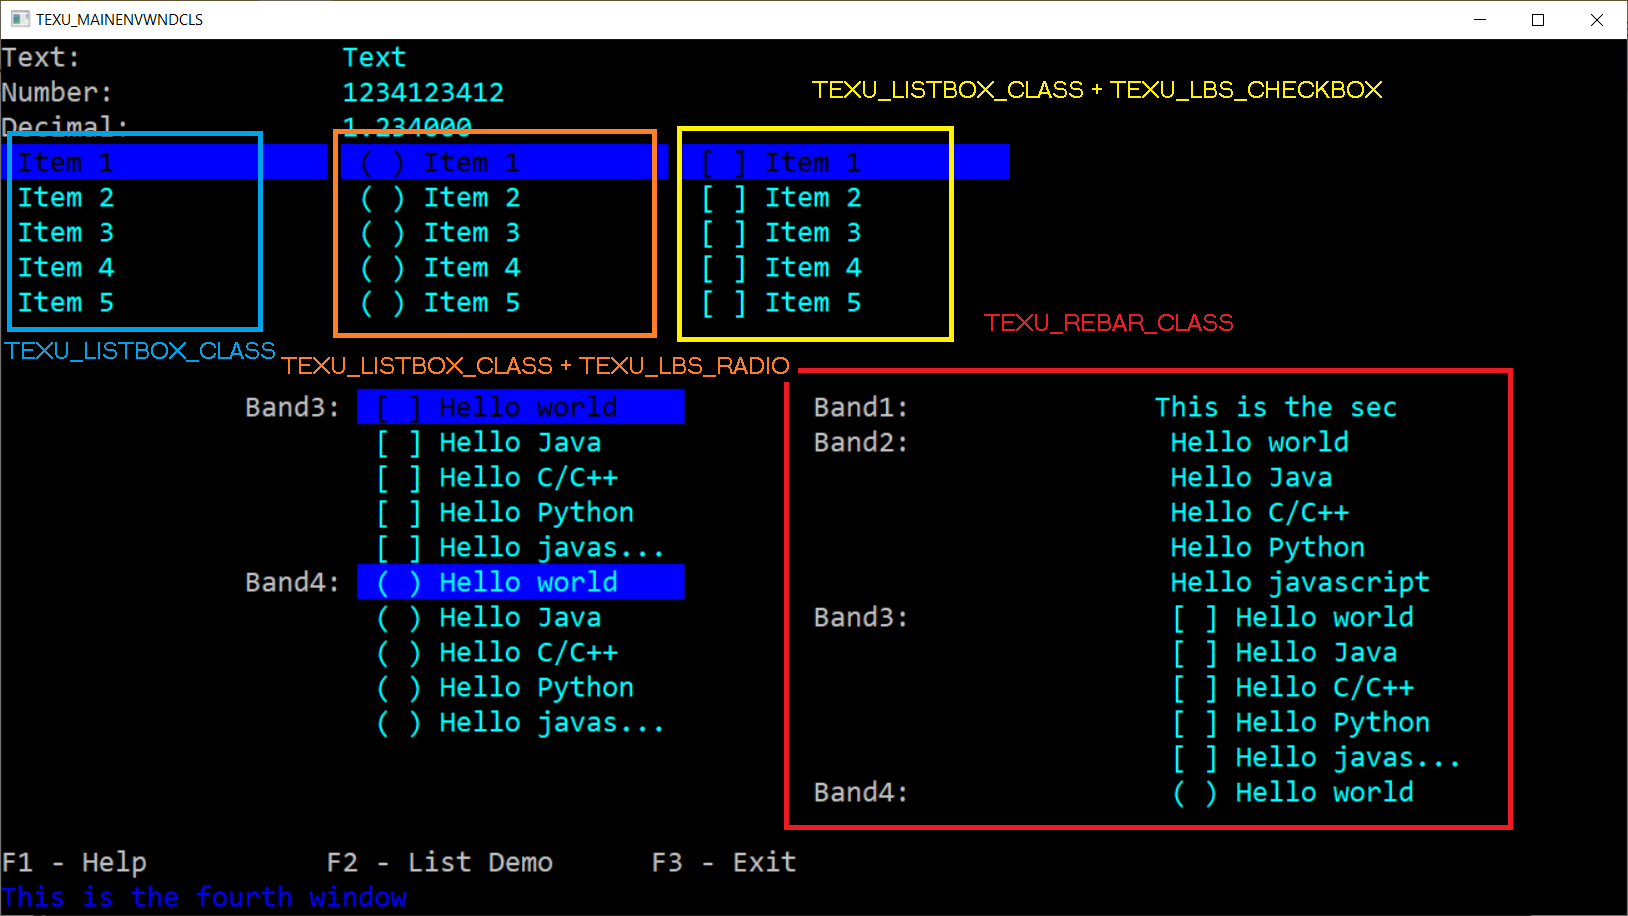 TEXU_MAINENVWNDCLS
Text: Text
Number: 1234123412
TEXU_LISTBOX_CLASS + TEXU_LBS_CHECKBOX
Decimal: 1.234000
Item 1 ( ) Item 1 [ ] Item 1
Item 2 ( ) Item 2 [ ] Item 2
Item 3 ( ) Item 3 [ ] Item 3
Item 4 ( ) Item 4 [ ] Item 4
Item 5 ( ) Item 5 [ ] Item 5
TEXU_REBAR_CLASS
TEXU_LISTBOX_CLASS
TEXU_LISTBOX_CLASS + TEXU_LBS_RADIO
Band3: [ ] Hello world Band1: This is the sec
[ ] Hello Java Band2: Hello world
[ ] Hello C/C++ Hello Java
[ ] Hello Python Hello C/C++
[ ] Hello javas... Hello Python
Band4: ( ) Hello world Hello javascript
( ) Hello Java Band3: [ ] Hello world
( ) Hello C/C++ [ ] Hello Java
( ) Hello Python [ ] Hello C/C++
( ) Hello javas... [ ] Hello Python
[ ] Hello javas...
Band4: ( ) Hello world
F1 - Help F2 - List Demo F3 - Exit
This is the fourth window